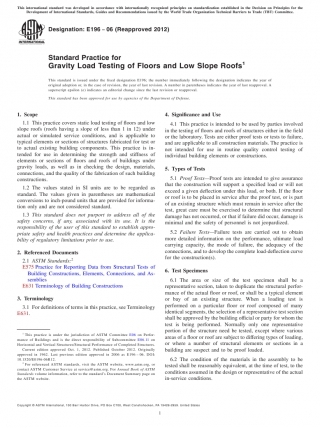 This international standard was developed in accordance with internationally recognized principles on standardization established in the Decision on Principles for the
Development of International Standards, Guides and Recommendations issued by the World Trade Organization Technical Barriers to Trade (TBT) Committee.
Designation: E196 − 06 (Reapproved 2012)
Standard Practice for
Gravity Load Testing of Floors and Low Slope Roofs1
This standard is issued under the fixed designation E196; the number immediately following the designation indicates the year of
original adoption or, in the case of revision, the year of last revision. A number in parentheses indicates the year of last reapproval. A
superscript epsilon (ε) indicates an editorial change since the last revision or reapproval.
This standard has been approved for use by agencies of the Department of Defense.
1. Scope
1.1 This practice covers static load testing of floors and low
slope roofs (roofs having a slope of less than 1 in 12) under
actual or simulated service conditions, and is applicable to
typical elements or sections of structures fabricated for test or
to actual existing building components. This practice is in-
tended for use in determining the strength and stiffness of
elements or sections of floors and roofs of buildings under
gravity loads, as well as in checking the design, materials,
connections, and the quality of the fabrication of such building
constructions.
1.2 The values stated in SI units are to be regarded as
standard. The values given in parentheses are mathematical
conversions to inch-pound units that are provided for informa-
tion only and are not considered standard.
1.3 This standard does not purport to address all of the
safety concerns, if any, associated with its use. It is the
responsibility of the user of this standard to establish appro-
priate safety and health practices and determine the applica-
bility of regulatory limitations prior to use.
2. Referenced Documents
2.1 ASTM Standards:2
E575 Practice for Reporting Data from Structural Tests of
Building Constructions, Elements, Connections, and As-
semblies
E631 Terminology of Building Constructions
3. Terminology
3.1 For definitions of terms in this practice, see Terminology
E631.
1 This practice is under the jurisdiction of ASTM Committee E06 on Perfor-
mance of Buildings and is the direct responsibility of Subcommittee E06.11 on
Horizontal and Vertical Structures/Structural Performance of Completed Structures.
Current edition approved Oct. 1, 2012. Published October 2012. Originally
approved in 1962. Last previous edition approved in 2006 as E196 – 06. DOI:
10.1520/E0196-06R12.
2 For referenced ASTM standards, visit the ASTM website, www.astm.org, or
contact ASTM Customer Service at service@astm.org. For Annual Book of ASTM
Standards volume information, refer to the standard's Document Summary page on
the ASTM website.
4. Significance and Use
4.1 This practice is intended to be used by parties involved
in the testing of floors and roofs of structures either in the field
or the laboratory. Tests are either proof tests or tests to failure,
and are applicable to all construction materials. The practice is
not intended for use in routine quality control testing of
individual building elements or constructions.
5. Types of Tests
5.1 Proof Tests—Proof tests are intended to give assurance
that the construction will support a specified load or will not
exceed a given deflection under this load, or both. If the floor
or roof is to be placed in service after the proof test, or is part
of an existing structure which must remain in service after the
test, great care must be exercised to determine that structural
damage has not occurred, or that if failure did occur, damage is
minimal and the safety of personnel is not jeopardized.
5.2 Failure Tests—Failure tests are carried out to obtain
more detailed information on the performance, ultimate load
carrying capacity, the mode of failure, the adequacy of the
connections, and to develop the complete load-deflection curve
for the construction(s).
6. Test Specimens
6.1 The area or size of the test specimen shall be a
representative section, taken to duplicate the structural perfor-
mance of the actual floor or roof, or shall be a typical element
or bay of an existing structure. When a loading test is
performed on a particular floor or roof composed of many
identical segments, the selection of a representative test section
shall be approved by the building official or party for whom the
test is being performed. Normally only one representative
portion of the structure need be tested, except where various
areas of a floor or roof are subject to differing types of loading,
or where a number of structural elements or sections in a
building are suspect and to be proof loaded.
6.2 The condition of the materials in the assembly to be
tested shall be reasonably equivalent, at the time of test, to the
conditions assumed in the design or representative of the actual
in-service conditions.
Copyright © ASTM International, 100 Barr Harbor Drive, PO Box C700, West Conshohocken, PA 19428-2959. United States
1